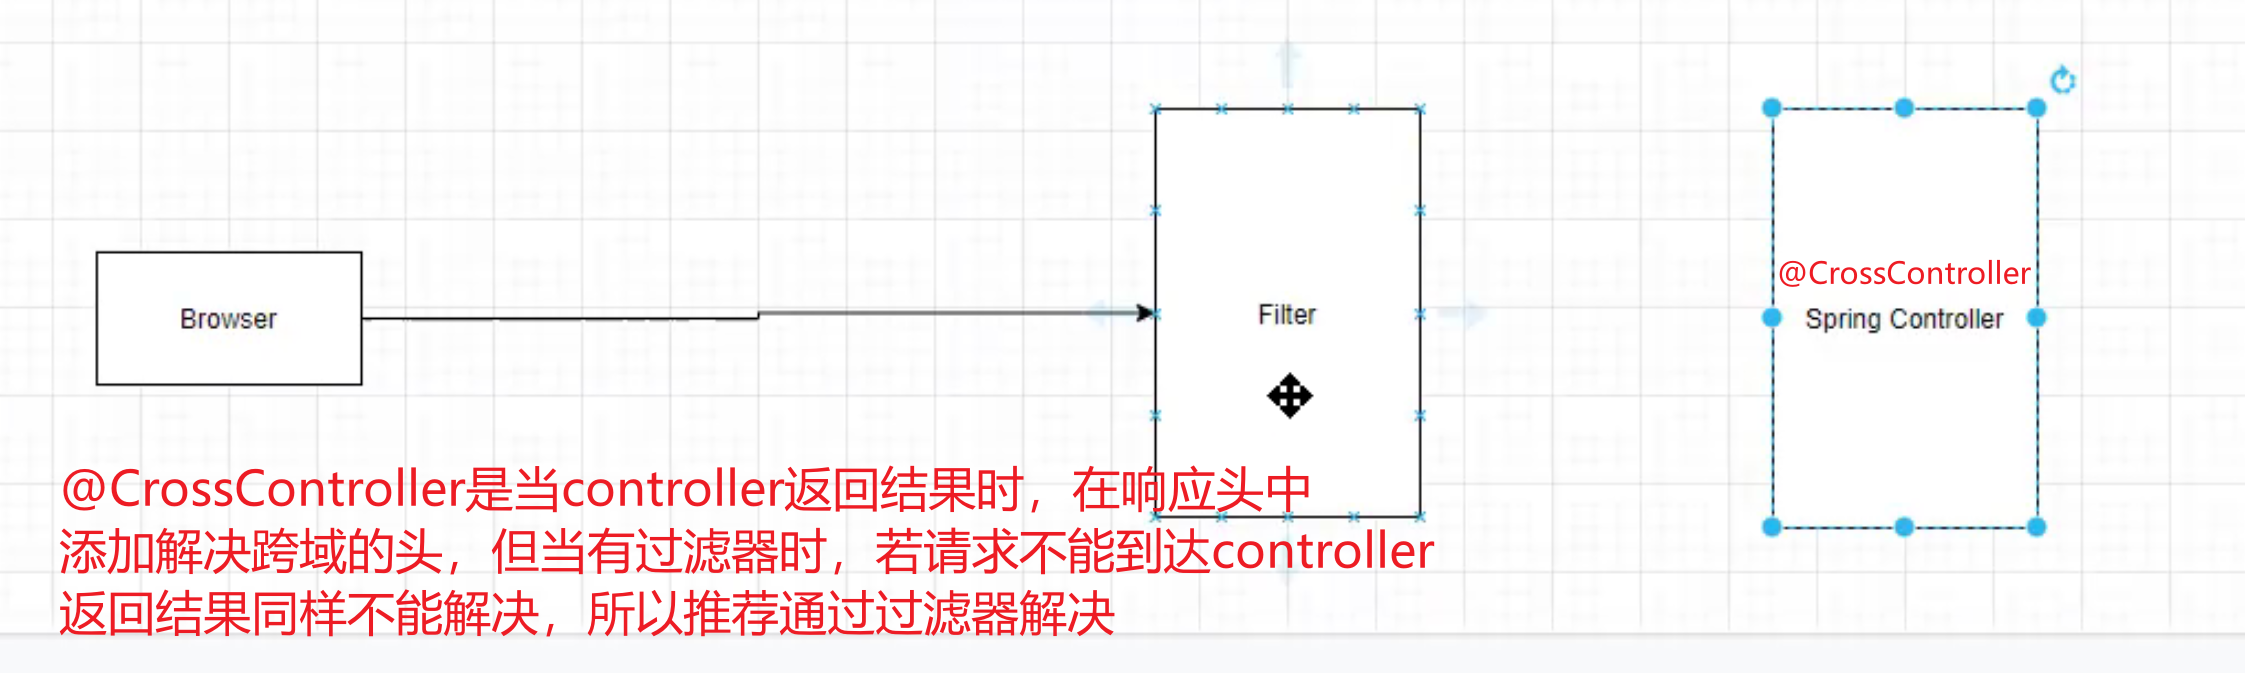 @CrossController
Browser
Filter
Spring Controller
@CrossController是当controller返回结果时，在响应头中
添加解决跨域的头，但当有过滤器时，若请求不能到达controller
返回结果同样不能解决，所以推荐通过过滤器解决